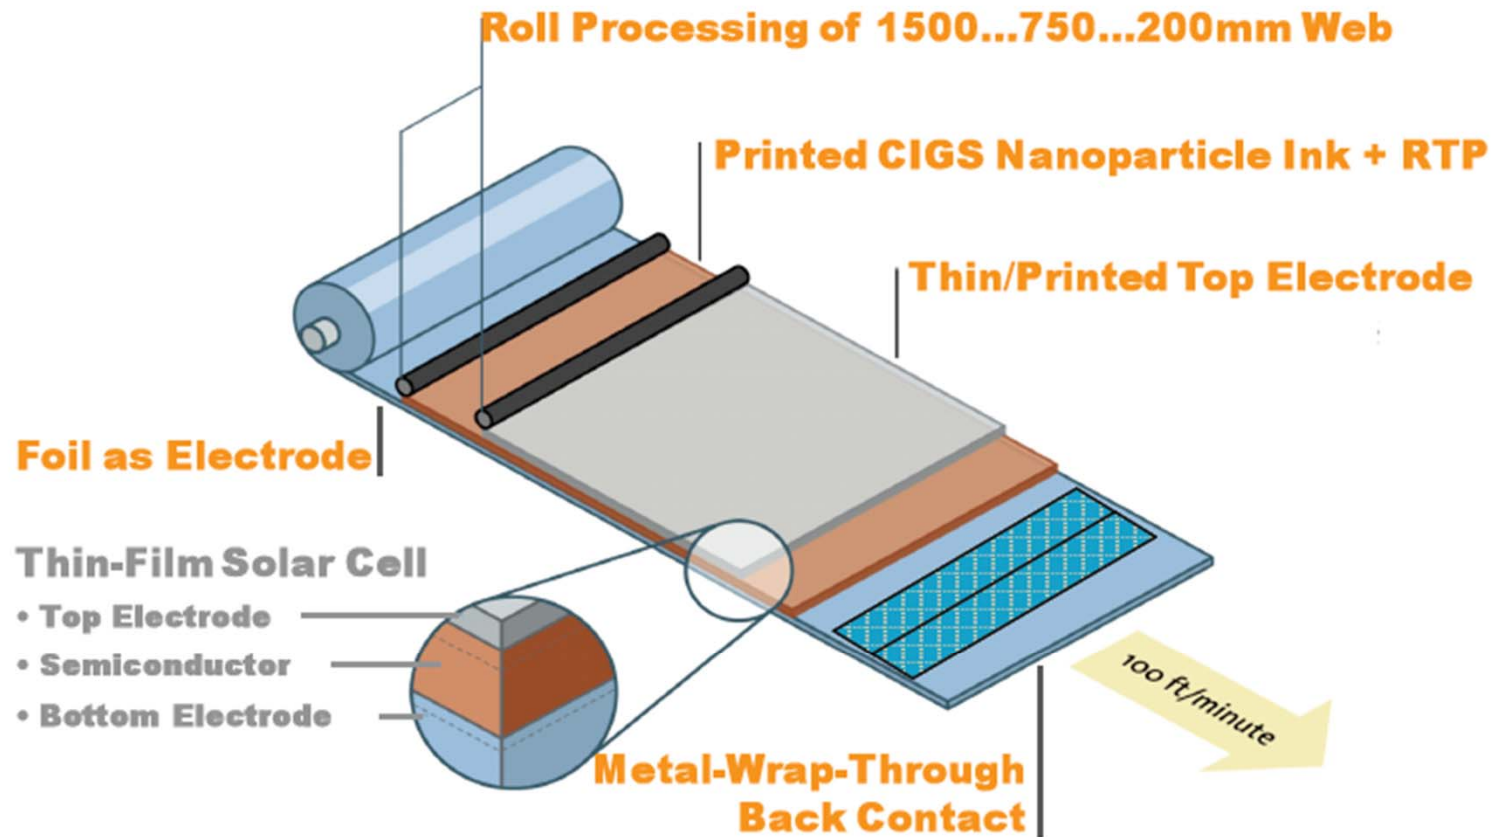 Roll Processing of 1500...750...200mm Web
Printed CIGS Nanoparticle Ink + RTP
Thin/Printed Top Electrode
Foil as Electrode
Thin-Film Solar Cell
• Top Electrode
• Semiconductor
• Bottom Electrode
100 ft/minute
Metal-Wrap-Through
Back Contact